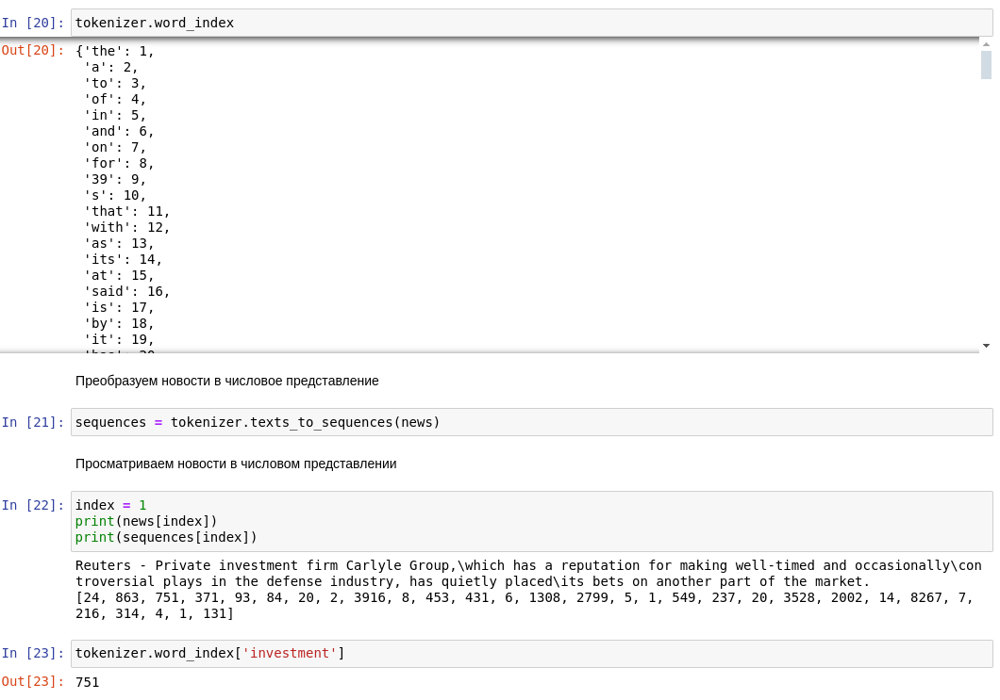 In [20]: tokenizer.word_index
Out[20]: {'the': 1,
'a': 2,
'to': 3,
'of': 4,
'in': 5,
'and': 6,
'on': 7,
'for': 8,
'39': 9,
's': 10,
'that': 11,
'with': 12,
'as': 13,
'its': 14,
'at': 15,
'said': 16,
'is': 17,
'by': 18,
'it': 19,
Преобразуем новости в числовое представление
In [21]: sequences = tokenizer.texts_to_sequences(news)
Просматриваем новости в числовом представлении
In [22]: index = 1
print(news[index])
print(sequences[index])
Reuters - Private investment firm Carlyle Group,\which has a reputation for making well-timed and occasionally\con
troversial plays in the defense industry, has quietly placed\its bets on another part of the market.
[24, 863, 751, 371, 93, 84, 20, 2, 3916, 8, 453, 431, 6, 1308, 2799, 5, 1, 549, 237, 20, 3528, 2002, 14, 8267, 7,
216, 314, 4, 1, 131]
In [23]: tokenizer.word_index['investment']
Out[23]: 751